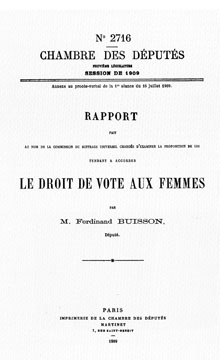 N° 2716
CHAMBRE DES DÉPUTÉS
NEUVIÈME LÉGISLATURE
SESSION DE 1909
Annexe au procès-verbal de la 1re séance du 16 juillet 1909.
RAPPORT
FAIT
AU NOM DE LA COMMISSION DU SUFFRAGE UNIVERSEL CHARGÉE D'EXAMINER LA PROPOSITION DE LOI
TENDANT A ACCORDER
LE DROIT DE VOTE AUX FEMMES
PAR
M. Ferdinand BUISSON,
Député.
PARIS
IMPRIMERIE DE LA CHAMBRE DES DÉPUTÉS
MARTINET
7, RUE SAINT-BENOIT
1909